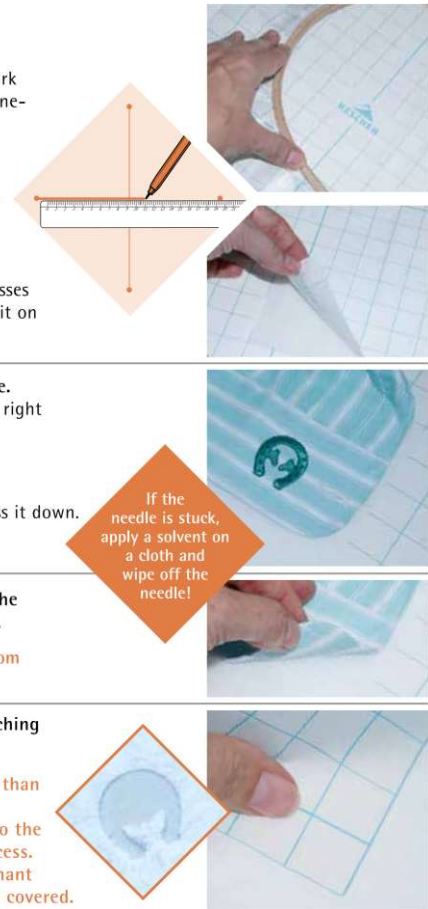 rk
ne-
KESCHEN
sses
it on
e.
right
s it down.
If the
needle is stuck,
apply a solvent on
a cloth and
wipe off the
needle!
he
.
om
ching
than
o the
cess.
nant
covered.